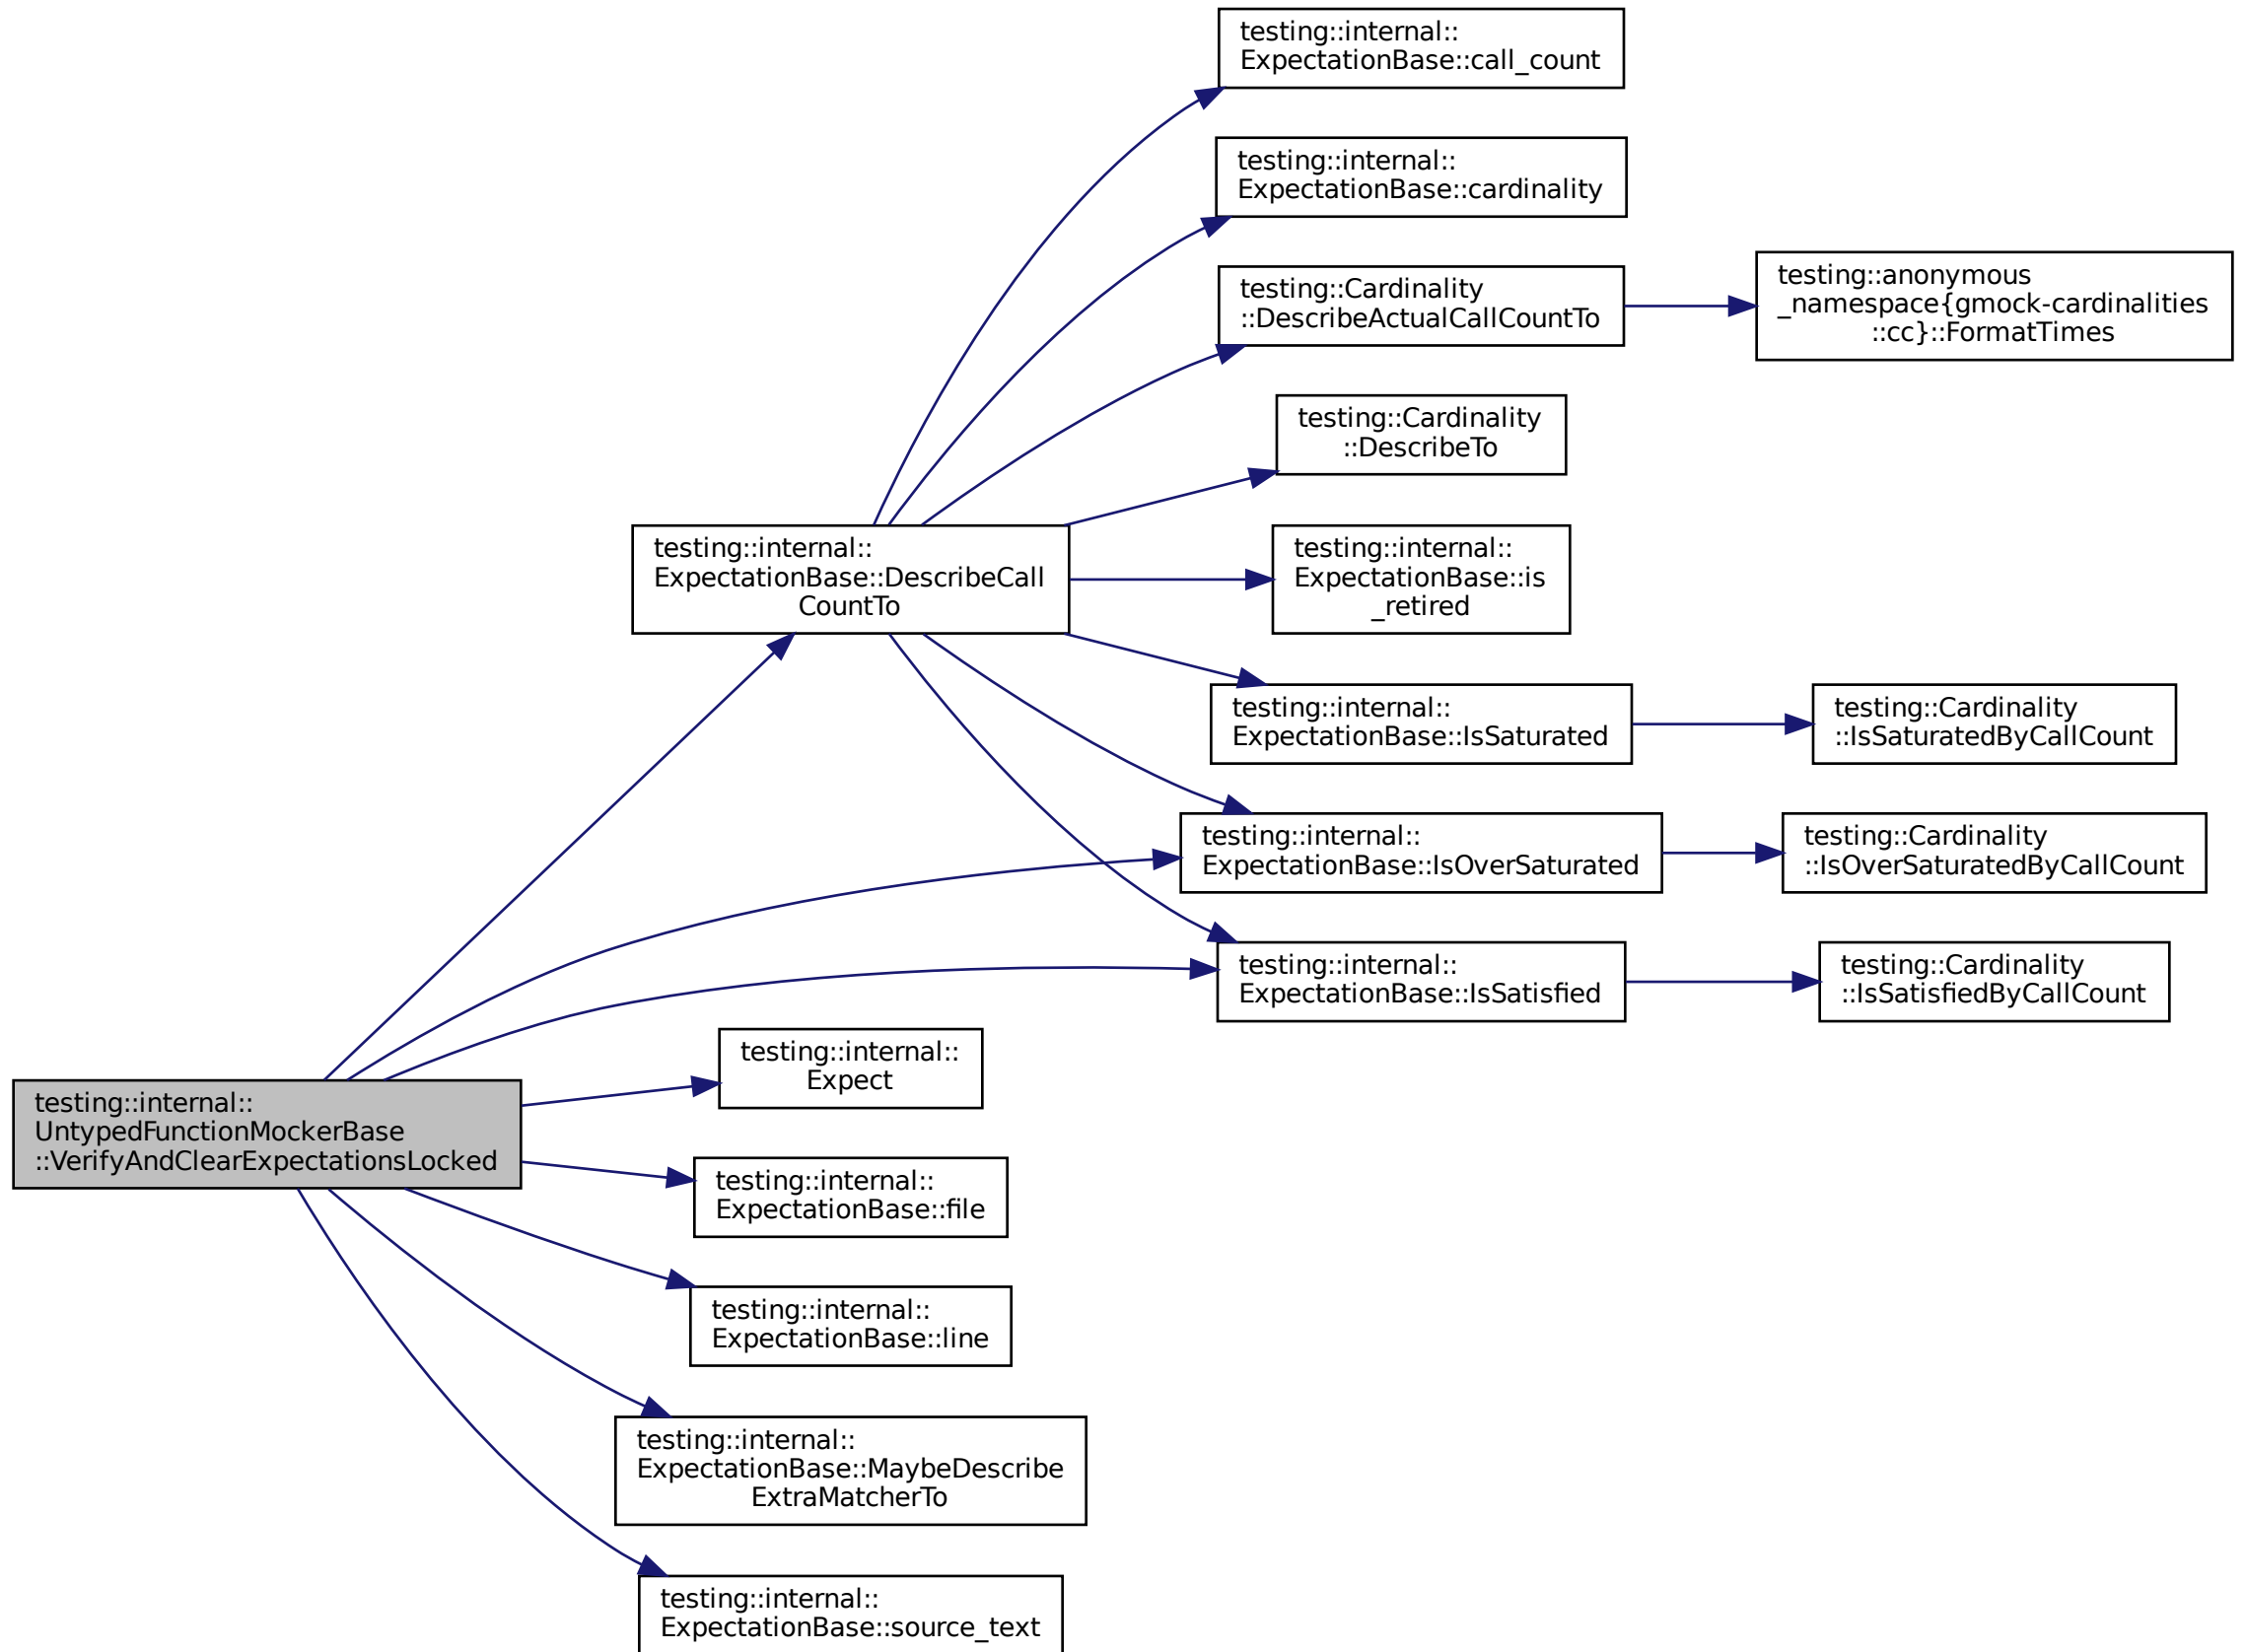 testing::internal::
ExpectationBase::call_count
testing::internal::
ExpectationBase::cardinality
testing::Cardinality
::DescribeActualCallCountTo
testing::anonymous
_namespace{gmock-cardinalities
::cc}::FormatTimes
testing::Cardinality
::DescribeTo
testing::internal::
ExpectationBase::DescribeCall
CountTo
testing::internal::
ExpectationBase::is
_retired
testing::internal::
ExpectationBase::IsSaturated
testing::Cardinality
::IsSaturatedByCallCount
testing::internal::
ExpectationBase::IsOverSaturated
testing::Cardinality
::IsOverSaturatedByCallCount
testing::internal::
ExpectationBase::IsSatisfied
testing::Cardinality
::IsSatisfiedByCallCount
testing::internal::
Expect
testing::internal::
UntypedFunctionMockerBase
::VerifyAndClearExpectationsLocked
testing::internal::
ExpectationBase::file
testing::internal::
ExpectationBase::line
testing::internal::
ExpectationBase::MaybeDescribe
ExtraMatcherTo
testing::internal::
ExpectationBase::source_text